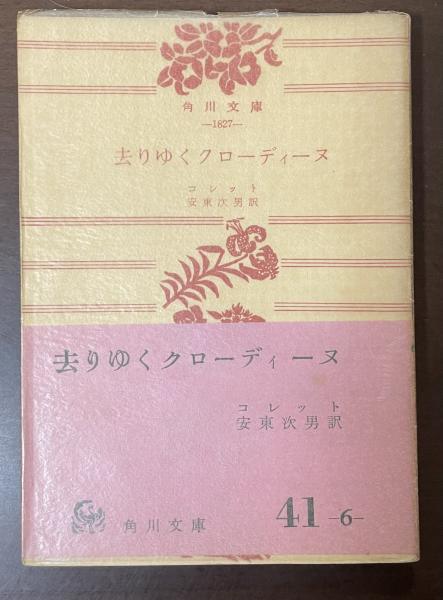 角川文庫
—1827—
去りゆくクローディーヌ
コレット
安東次男訳
去りゆくクローディーヌ
コレット
安東次男訳
角川文庫
41 -6-